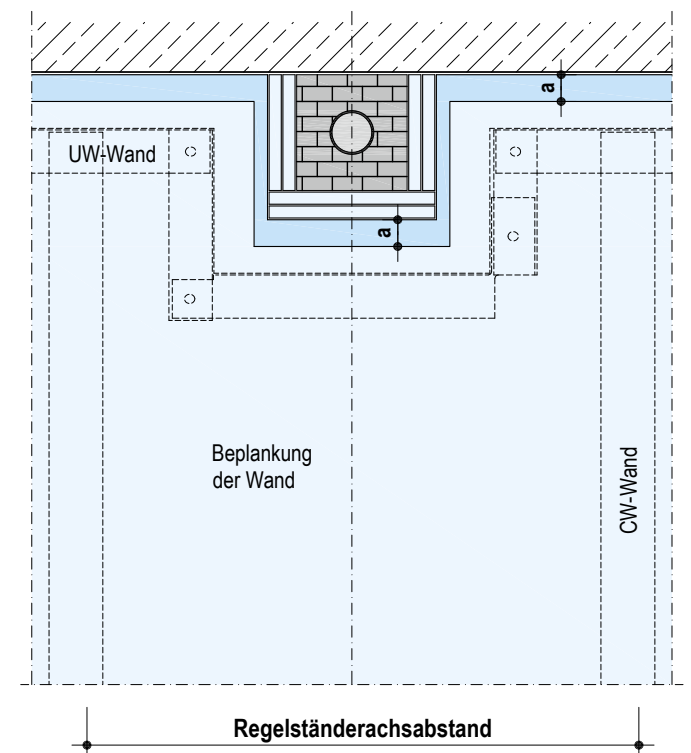 a
UW-Wand
a
Beplankung
der Wand
CW-Wand
Regelständerachsabstand